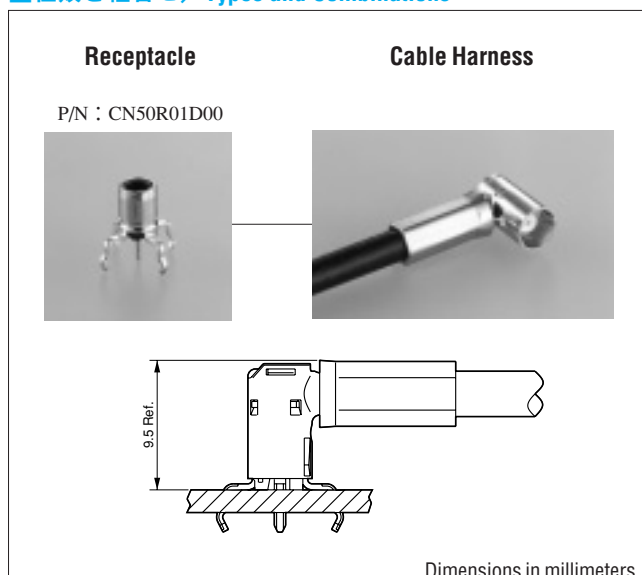 Types and Combinations
Receptacle
Cable Harness
P/N：CN50R01D00
9.5 Ref.
Dimensions in millimeters